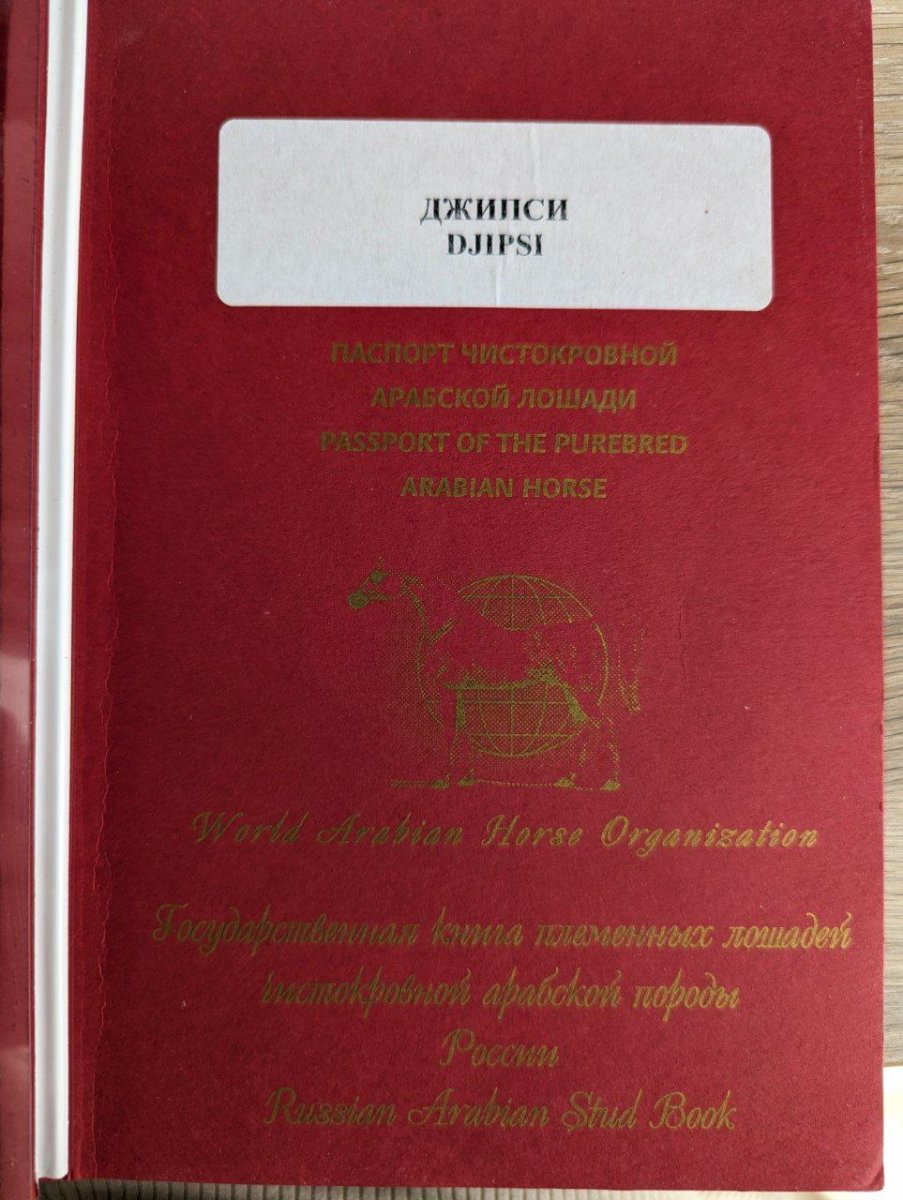 ДЖИПСИ
DJIPSI
ПАСПОРТ ЧИСТОКРОВНОЙ
АРАБСКОЙ ЛОШАДИ
PASSPORT OF THE PUREBRED
ARABIAN HORSE
World Arabian Horse Organization
Государственная книга племенных лошадей
чистокровной арабской породы
России
Russian Arabian Stud Book